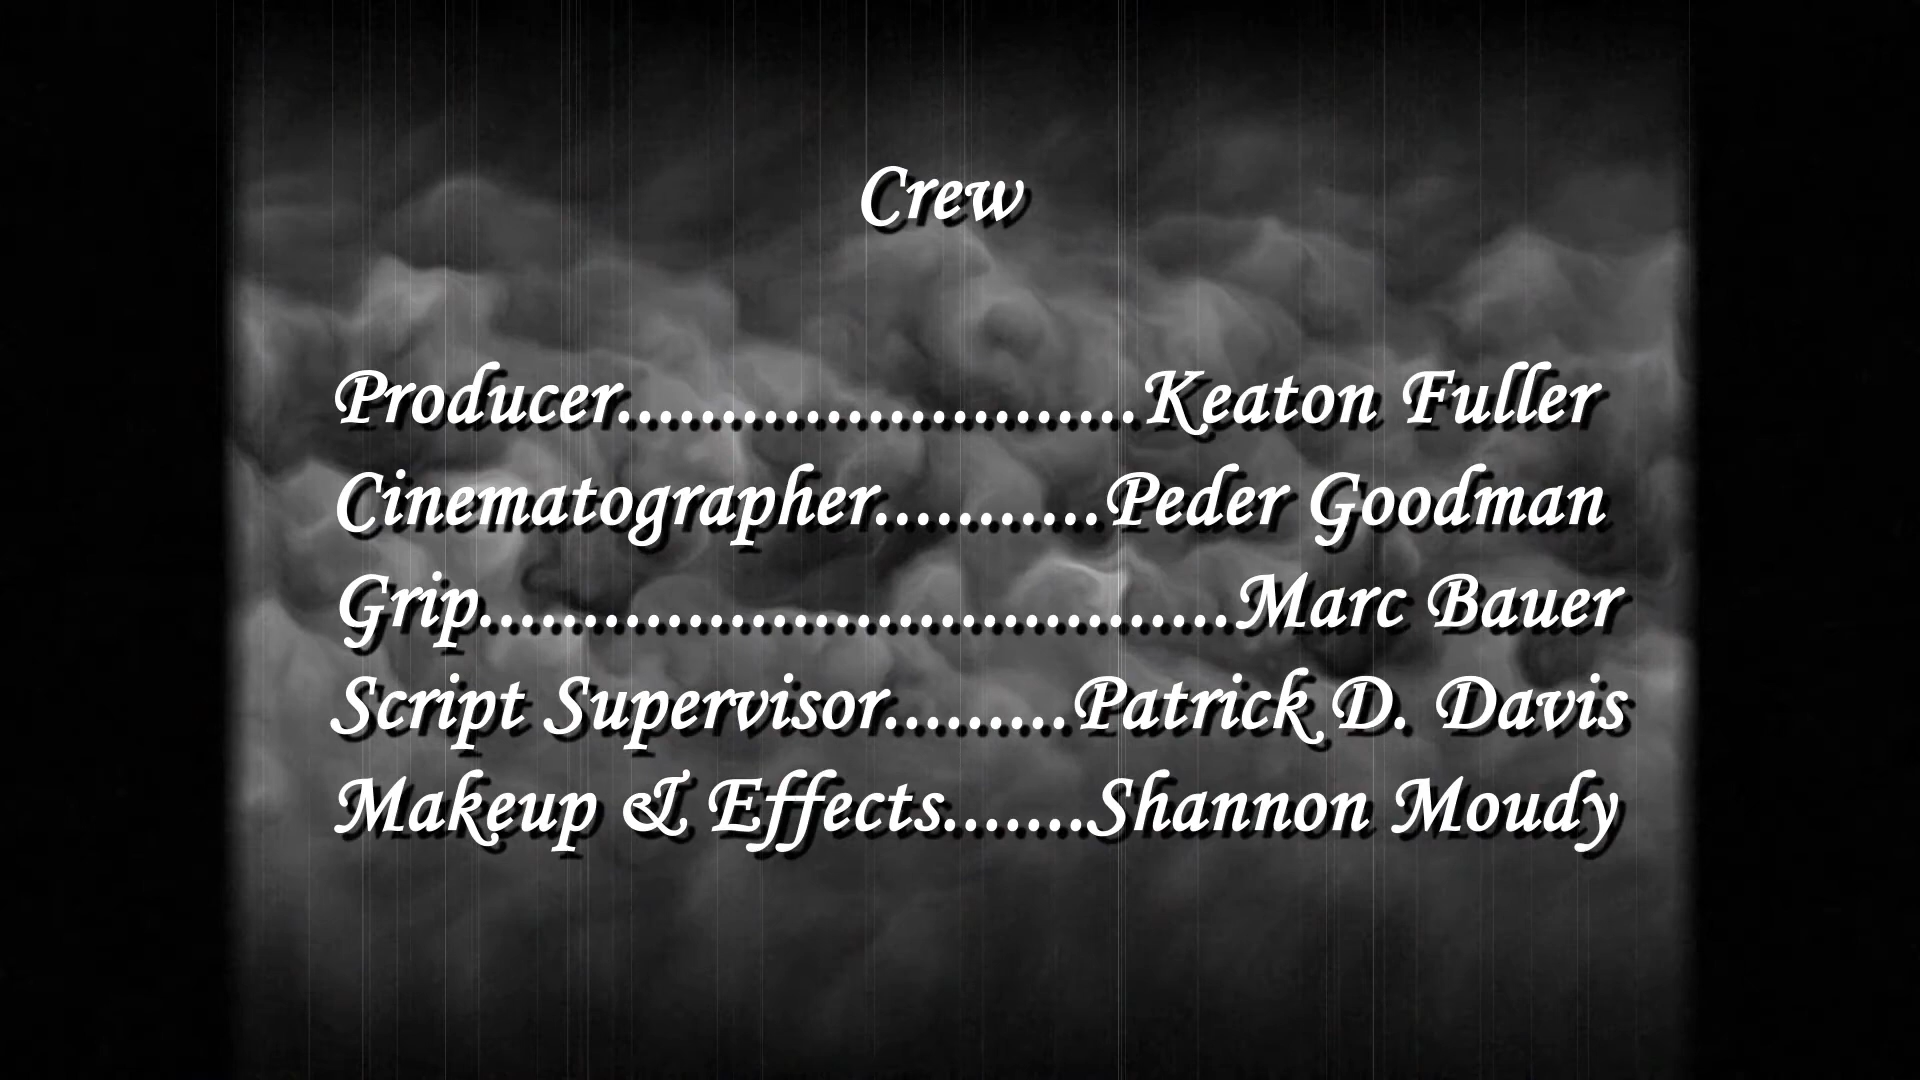 Crew
Producer.........................Keaton Fuller
Cinematographer...........Peder Goodman
Grip....................................Marc Bauer
Script Supervisor.........Patrick D. Davis
Makeup & Effects.......Shannon Moudy